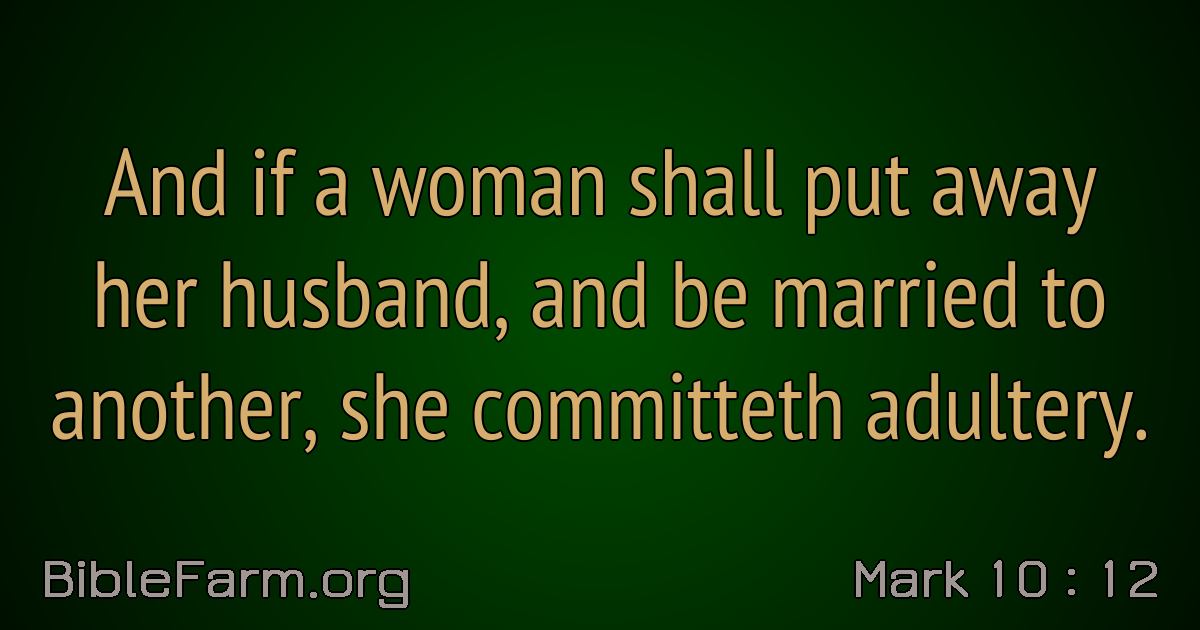 And if a woman shall put away
her husband, and be married to
another, she committeth adultery.
BibleFarm.org
Mark 10 : 12